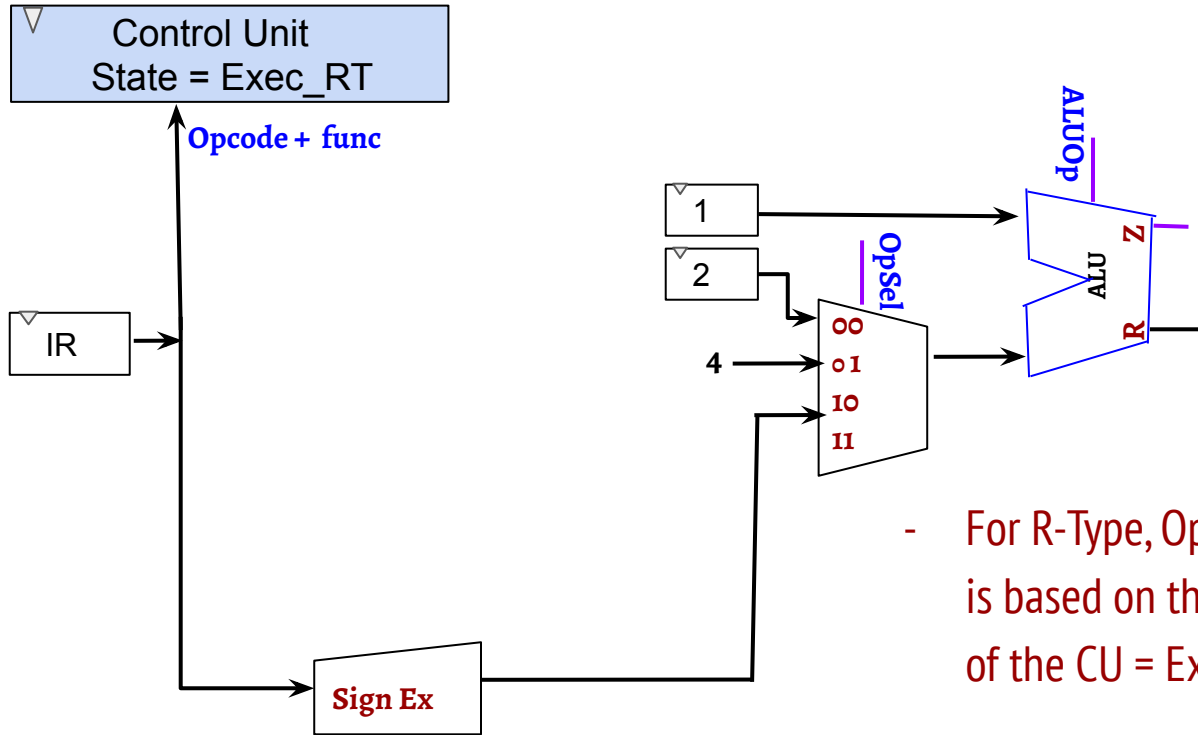 Control Unit
State = Exec_RT
Opcode + func
ALUOp
1
Z
OpSel
2
ALU
00
R
IR
4
01
10
11
- For R-Type, Op
is based on th
of the CU = Ex
Sign Ex